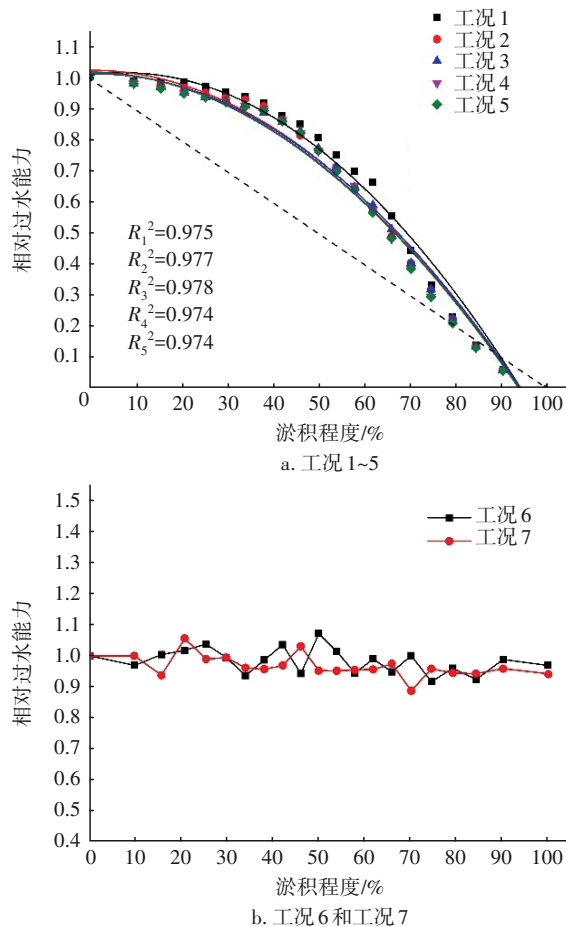 工况 1
工况 2
工况 3
工况 4
工况 5
1.1
1.0
0.9
0.8
0.7
0.6
0.5
0.4
0.3
0.2
0.1
相对过水能力
R₁²=0.975
R₂²=0.977
R₃²=0.978
R₄²=0.974
R₅²=0.974
0 10 20 30 40 50 60 70 80 90 100
淤积程度/%
a. 工况 1~5
工况 6
工况 7
1.5
1.4
1.3
1.2
1.1
1.0
0.9
0.8
0.7
0.6
0.5
0.4
相对过水能力
0 10 20 30 40 50 60 70 80 90 100
淤积程度/%
b. 工况 6 和工况 7